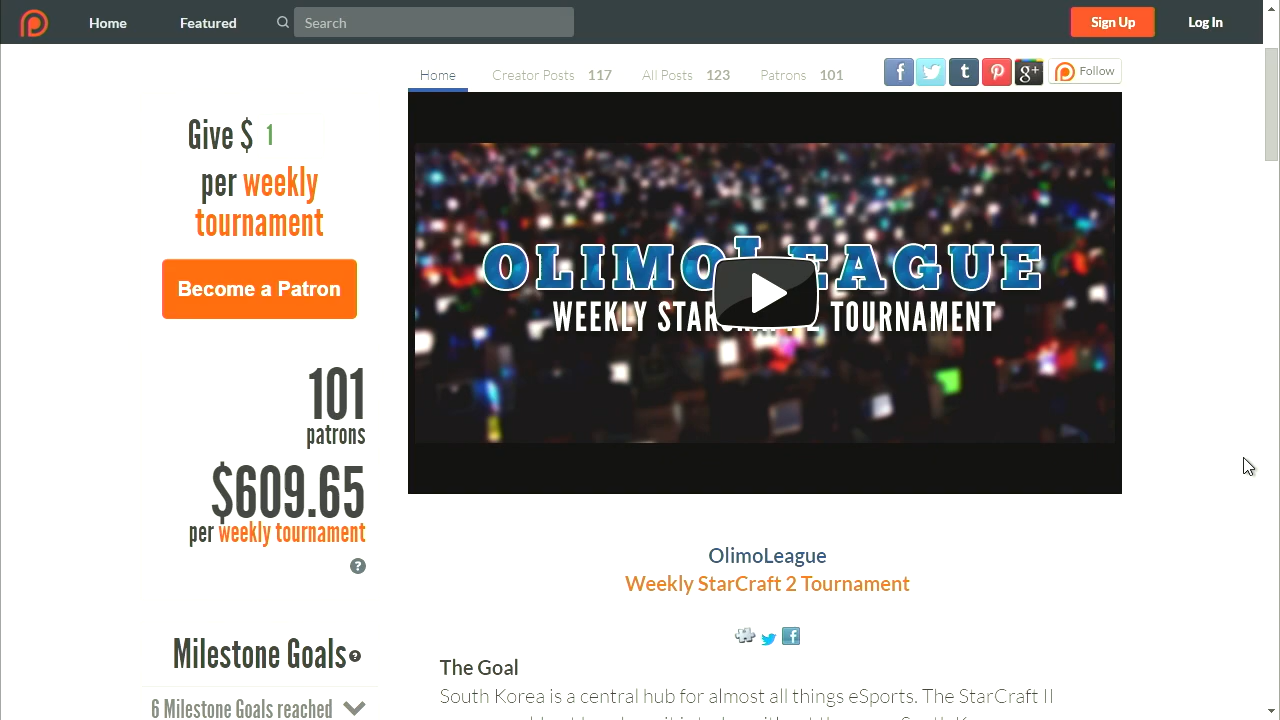 Home Featured Search Sign Up Log In
Home Creator Posts 117 All Posts 123 Patrons 101 Follow
Give $ 1
per weekly
tournament
Become a Patron
101
patrons
$609.65
per weekly tournament
?
Milestone Goals ?
6 Milestone Goals reached
OLIMOLEAGUE
WEEKLY STARCRAFT 2 TOURNAMENT
OlimoLeague
Weekly StarCraft 2 Tournament
The Goal
South Korea is a central hub for almost all things eSports. The StarCraft II